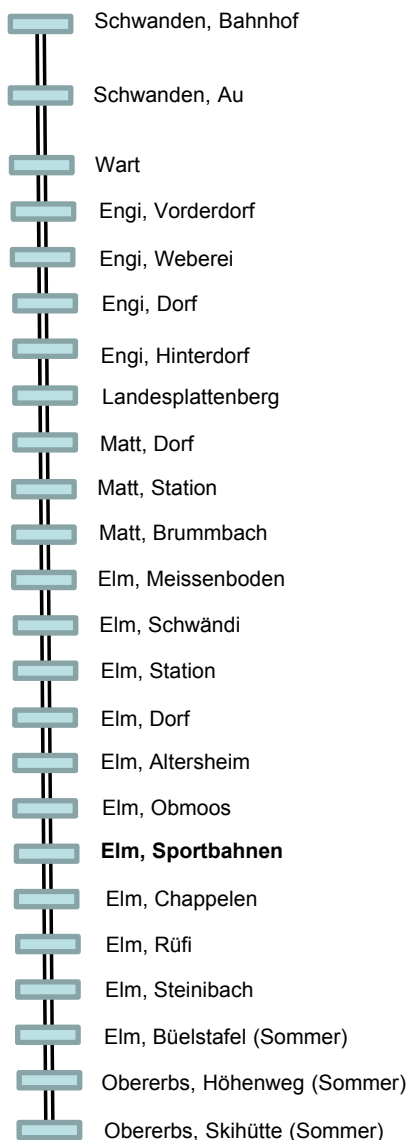 Schwanden, Bahnhof
Schwanden, Au
Wart
Engi, Vorderdorf
Engi, Weberei
Engi, Dorf
Engi, Hinterdorf
Landesplattenberg
Matt, Dorf
Matt, Station
Matt, Brummbach
Elm, Meissenboden
Elm, Schwändi
Elm, Station
Elm, Dorf
Elm, Altersheim
Elm, Obmoos
Elm, Sportbahnen
Elm, Chappelen
Elm, Rüfi
Elm, Steinibach
Elm, Büelstafel (Sommer)
Obererbs, Höhenweg (Sommer)
Obererbs, Skihütte (Sommer)